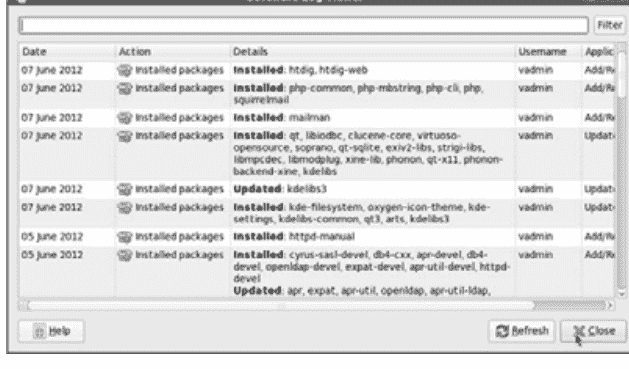 Filter
Date Action Details Username Applic
07 June 2012 Installed packages Installed: htdig, htdig-web vadmin Add/Re
07 June 2012 Installed packages Installed: php-common, php-mbstring, php-cli, php, vadmin Add/Re
squirrelmail
07 June 2012 Installed packages Installed: mailman vadmin Add/Re
07 June 2012 Installed packages Installed: qt, libiodbc, clucene-core, virtuoso- vadmin Updat
opensource, soprano, qt-sqlite, exiv2-libs, strigi-libs,
libmpcdec, libmodplug, xine-lib, phonon, qt-x11, phonon-
backend-xine, kdelibs
07 June 2012 Installed packages Updated: kdelibs3 vadmin Updat
07 June 2012 Installed packages Installed: kde-filesystem, oxygen-icon-theme, kde- vadmin Updat
settings, kdelibs-common, qt3, arts, kdelibs3
05 June 2012 Installed packages Installed: httpd-manual vadmin Add/Re
05 June 2012 Installed packages Installed: cyrus-sasl-devel, db4-cxx, apr-devel, db4- vadmin Add/Re
devel, openldap-devel, expat-devel, apr-util-devel, httpd-
devel
Updated: apr, expat, apr-util, openldap, apr-util-ldap,
Help Refresh Close